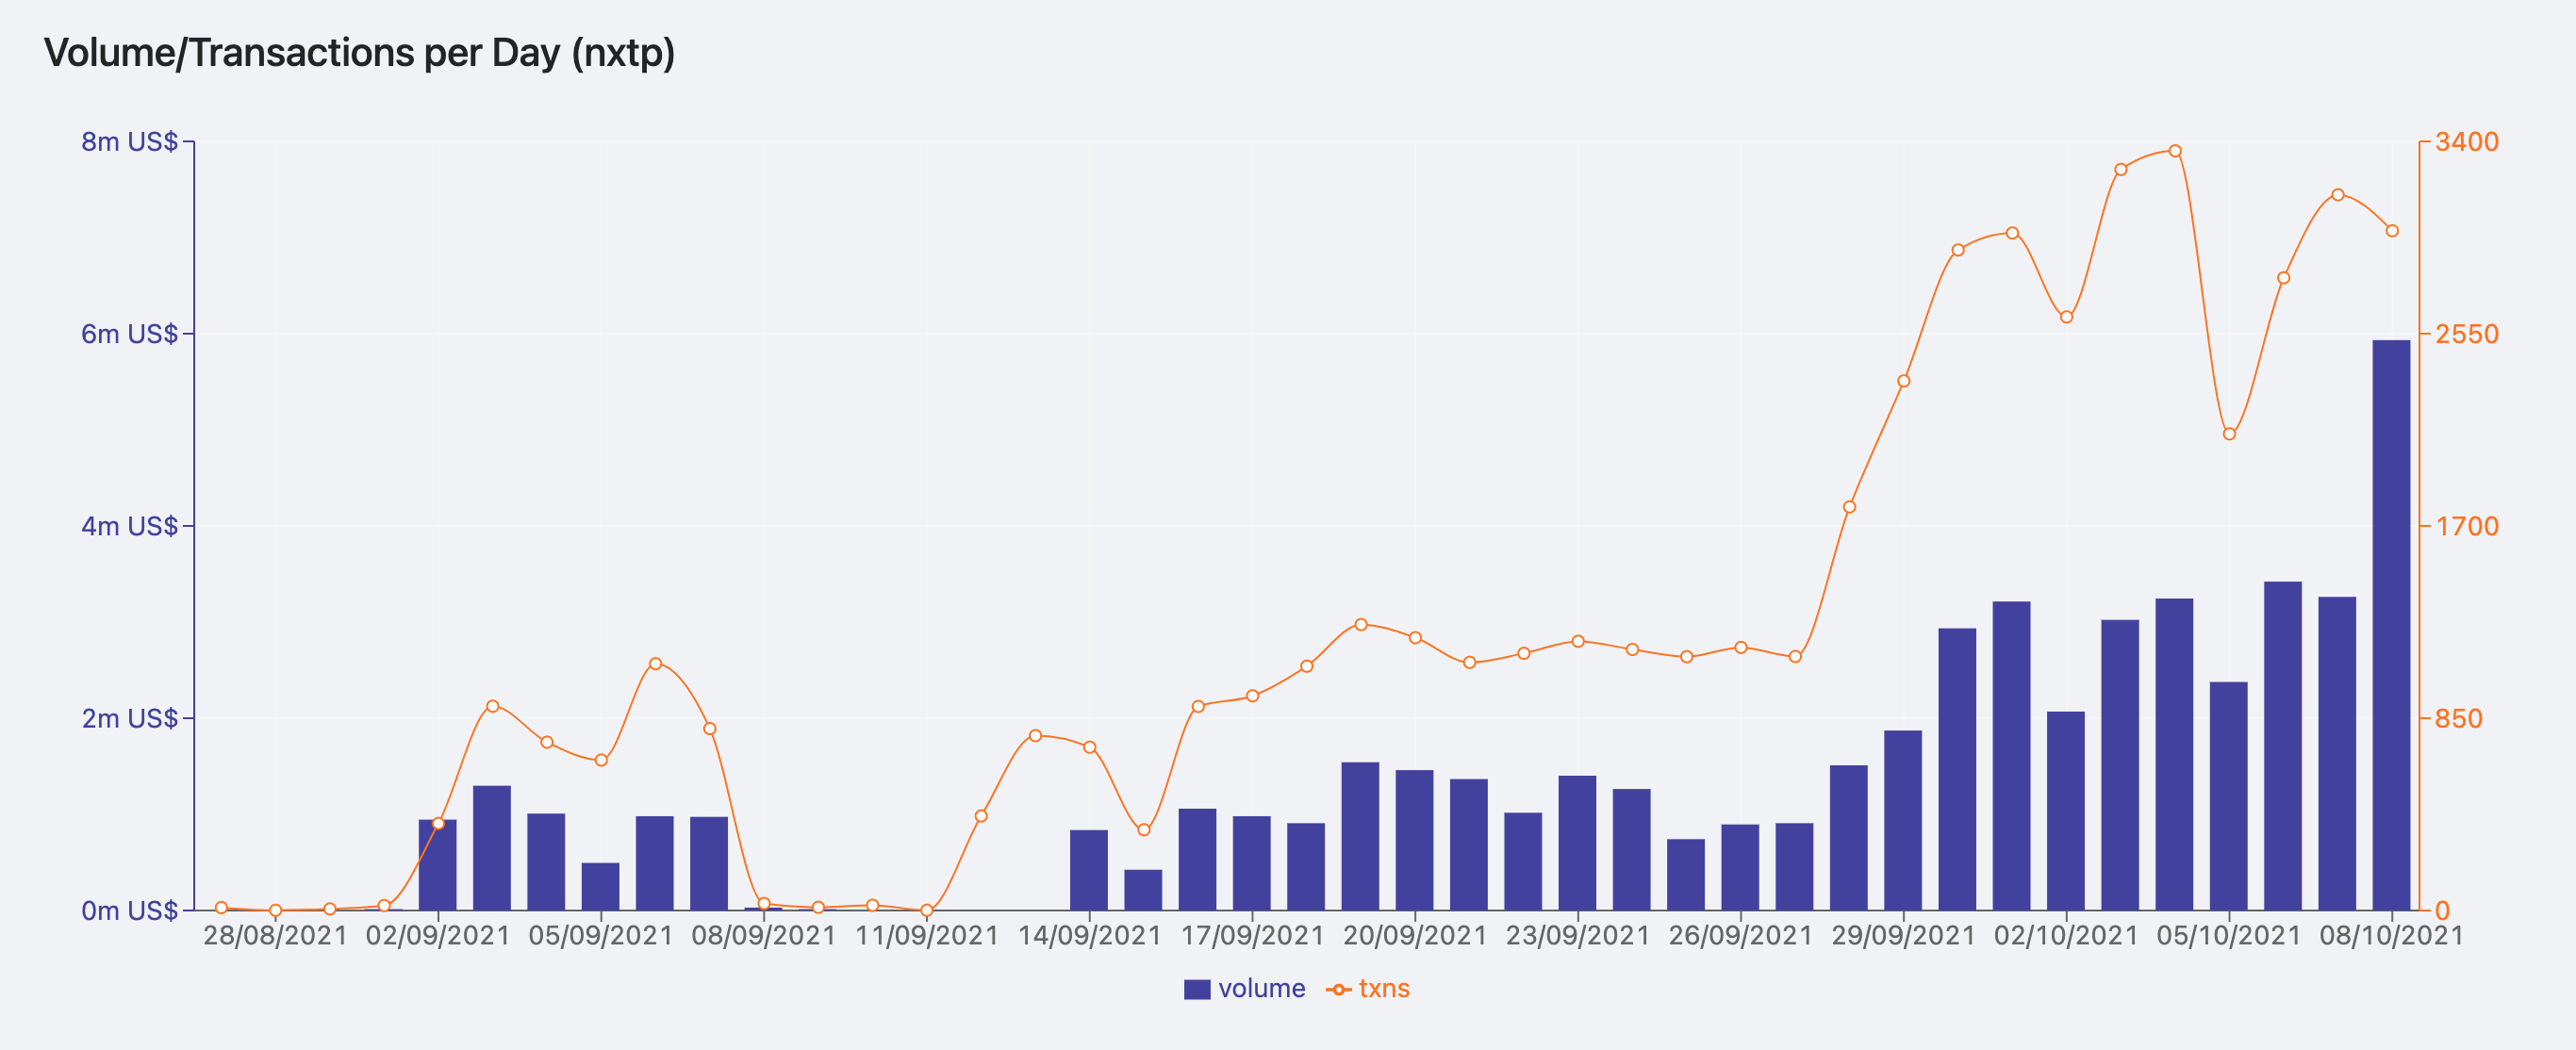 Volume/Transactions per Day (nxtp)
8m US$
3400
6m US$
2550
4m US$
1700
2m US$
850
0m US$
0
28/08/2021 02/09/2021 05/09/2021 08/09/2021 11/09/2021 14/09/2021 17/09/2021 20/09/2021 23/09/2021 26/09/2021 29/09/2021 02/10/2021 05/10/2021 08/10/2021
volume txns